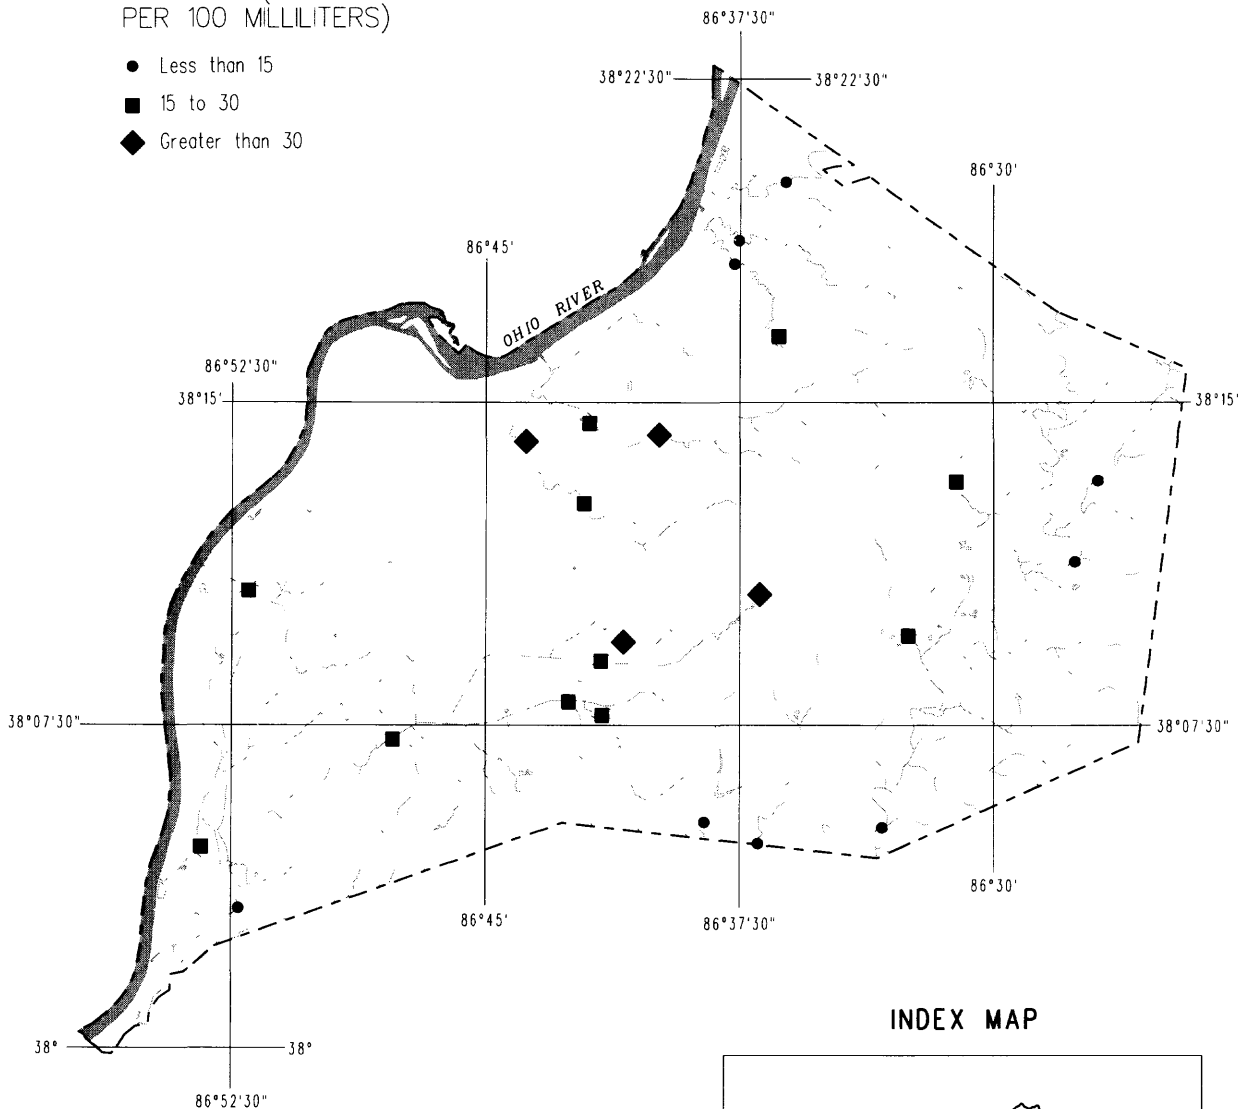 PER 100 MILLILITERS)
Less than 15
15 to 30
Greater than 30
86°37'30"
38°22'30" 38°22'30"
86°30'
86°45'
OHIO RIVER
86°52'30"
38°15' 38°15'
38°07'30" 38°07'30"
86°30'
86°45' 86°37'30"
INDEX MAP
38° 38°
86°52'30"